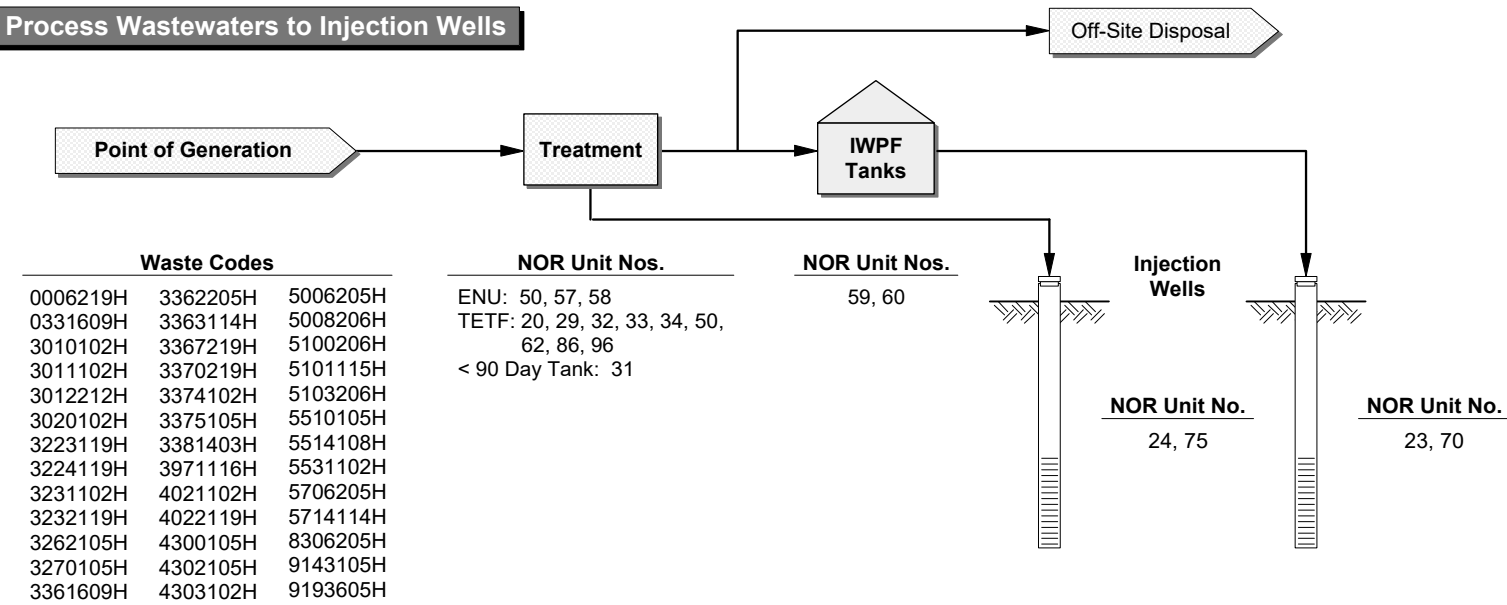 Process Wastewaters to Injection Wells
Off-Site Disposal
Point of Generation
Treatment
IWPF
Tanks
Waste Codes
0006219H 3362205H 5006205H
0331609H 3363114H 5008206H
3010102H 3367219H 5100206H
3011102H 3370219H 5101115H
3012212H 3374102H 5103206H
3020102H 3375105H 5510105H
3223119H 3381403H 5514108H
3224119H 3971116H 5531102H
3231102H 4021102H 5706205H
3232119H 4022119H 5714114H
3262105H 4300105H 8306205H
3270105H 4302105H 9143105H
3361609H 4303102H 9193605H
NOR Unit Nos.
ENU: 50, 57, 58
TETF: 20, 29, 32, 33, 34, 50,
62, 86, 96
< 90 Day Tank: 31
NOR Unit Nos.
59, 60
Injection
Wells
NOR Unit No.
24, 75
NOR Unit No.
23, 70